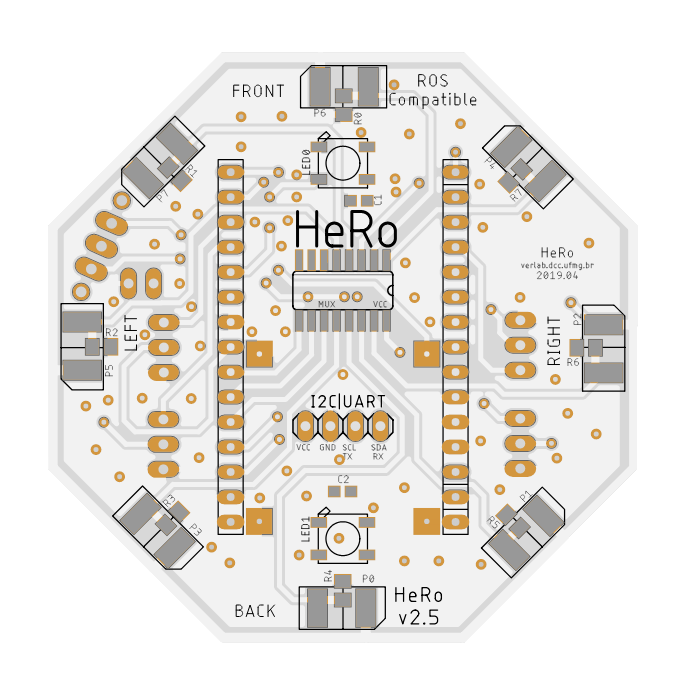 FRONT
ROS
Compatible
P6
R0
LED0
R1
P7
P4
R7
C1
HeRo
HeRo
verlab.dcc.ufmg.br
2019.04
MUX
VCC
LEFT
R2
P5
RIGHT
P2
R6
I2C|UART
VCC
GND
SCL
TX
SDA
RX
C2
R3
P3
P1
R5
LED1
R4
P0
BACK
HeRo
v2.5